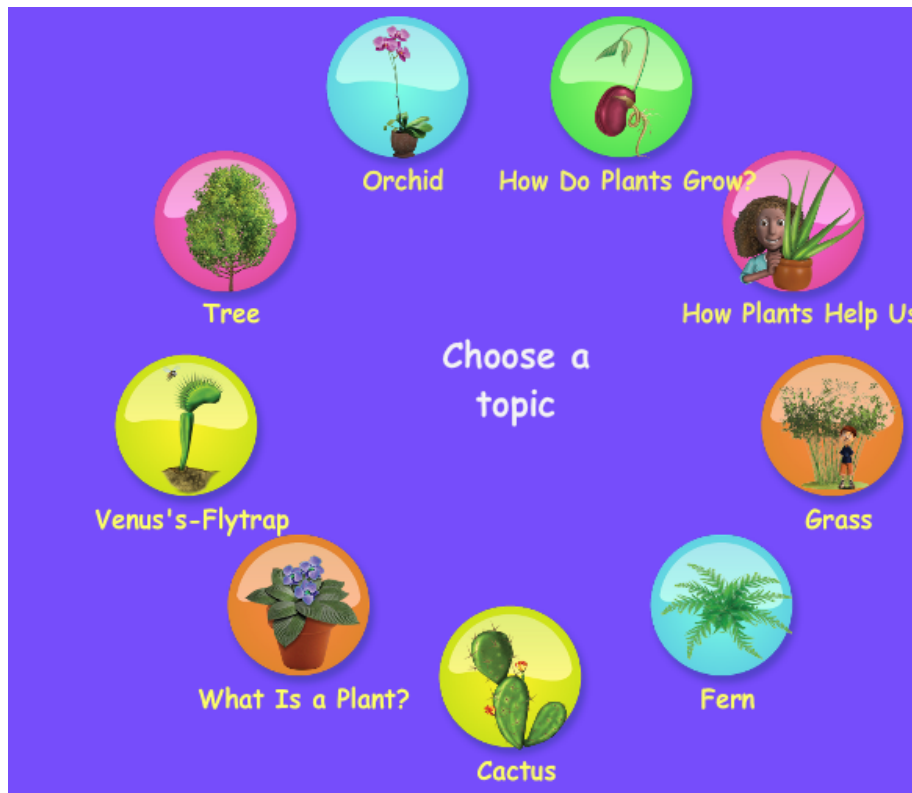 Orchid
How Do Plants Grow?
Tree
How Plants Help Us
Choose a
topic
Venus's-Flytrap
Grass
What Is a Plant?
Fern
Cactus